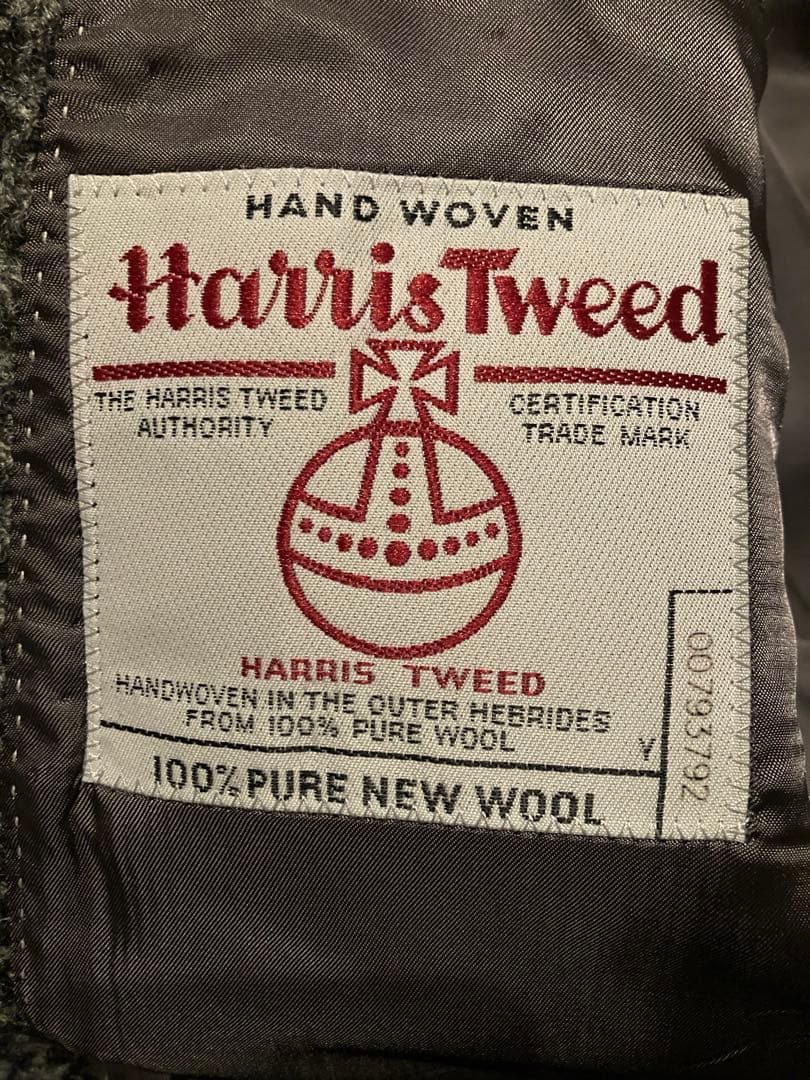 HAND WOVEN
Harris Tweed
THE HARRIS TWEED
AUTHORITY
CERTIFICATION
TRADE MARK
HARRIS TWEED
HANDWOVEN IN THE OUTER HEBRIDES
FROM 100% PURE WOOL
Y
100% PURE NEW WOOL
00793792